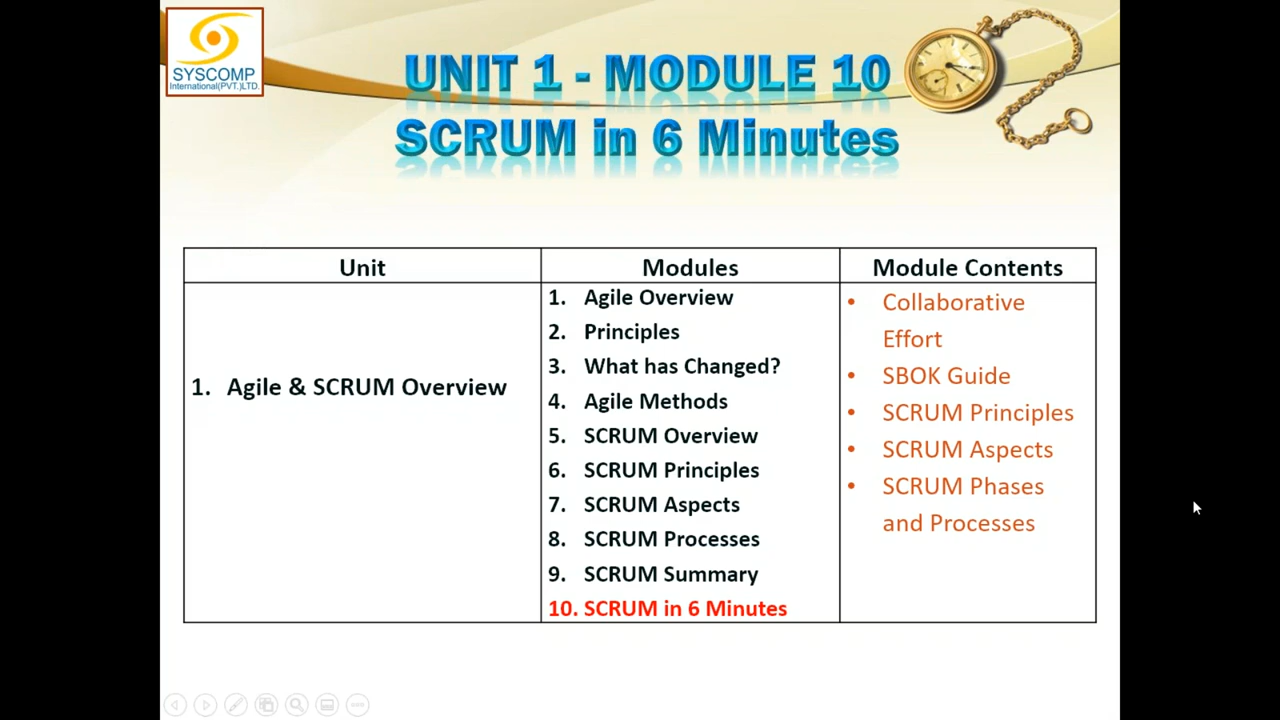 SYSCOMP
International(PVT.)LTD.
UNIT 1 - MODULE 10
SCRUM in 6 Minutes
Unit
Modules
Module Contents
1. Agile & SCRUM Overview
1. Agile Overview
2. Principles
3. What has Changed?
4. Agile Methods
5. SCRUM Overview
6. SCRUM Principles
7. SCRUM Aspects
8. SCRUM Processes
9. SCRUM Summary
10. SCRUM in 6 Minutes
• Collaborative
Effort
• SBOK Guide
• SCRUM Principles
• SCRUM Aspects
• SCRUM Phases
and Processes